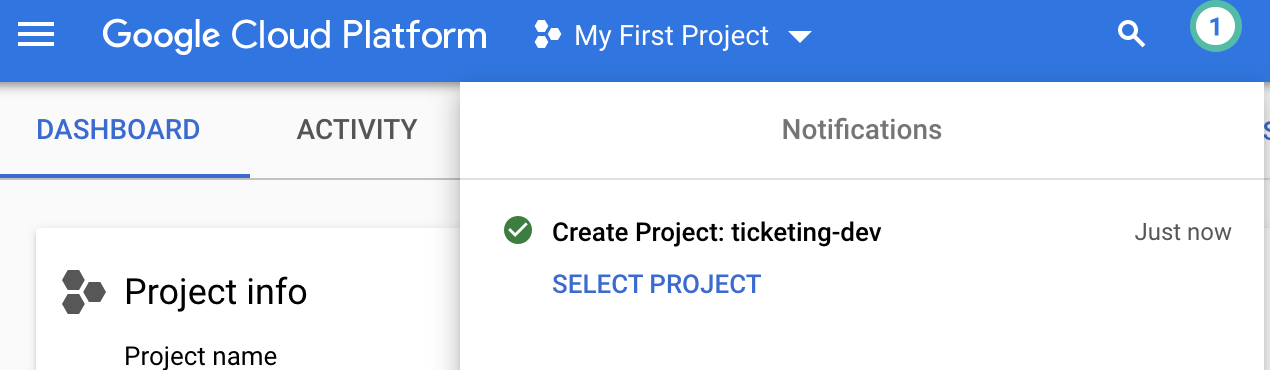 Google Cloud Platform
My First Project
1
DASHBOARD
ACTIVITY
Notifications
Create Project: ticketing-dev
Just now
SELECT PROJECT
Project info
Project name